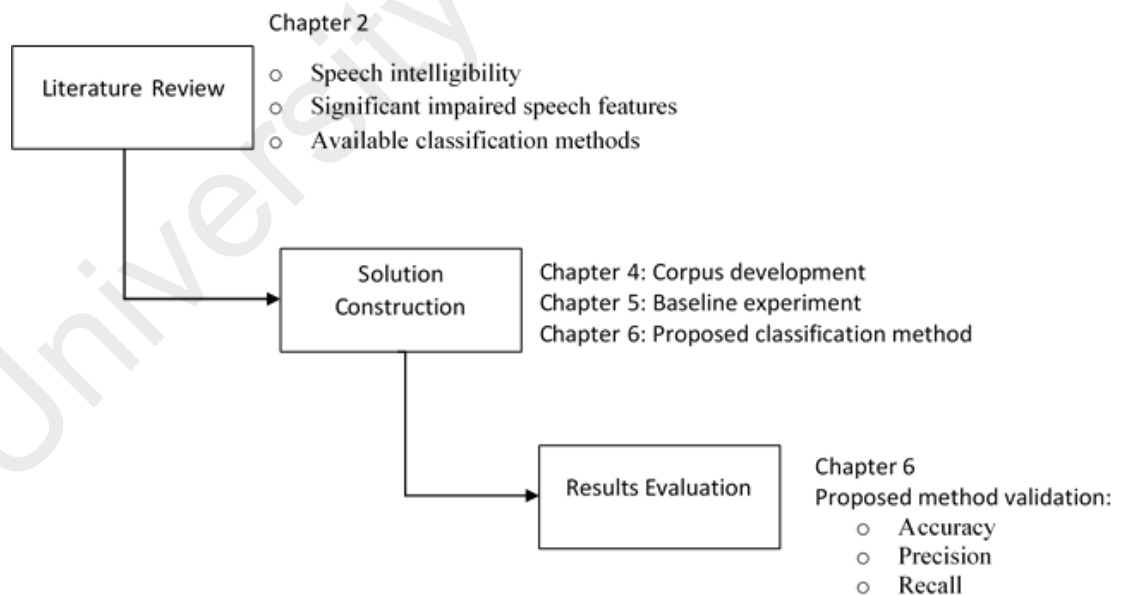 Chapter 2
Literature Review
○ Speech intelligibility
○ Significant impaired speech features
○ Available classification methods
Solution
Construction
Chapter 4: Corpus development
Chapter 5: Baseline experiment
Chapter 6: Proposed classification method
Results Evaluation
Chapter 6
Proposed method validation:
○ Accuracy
○ Precision
○ Recall
University